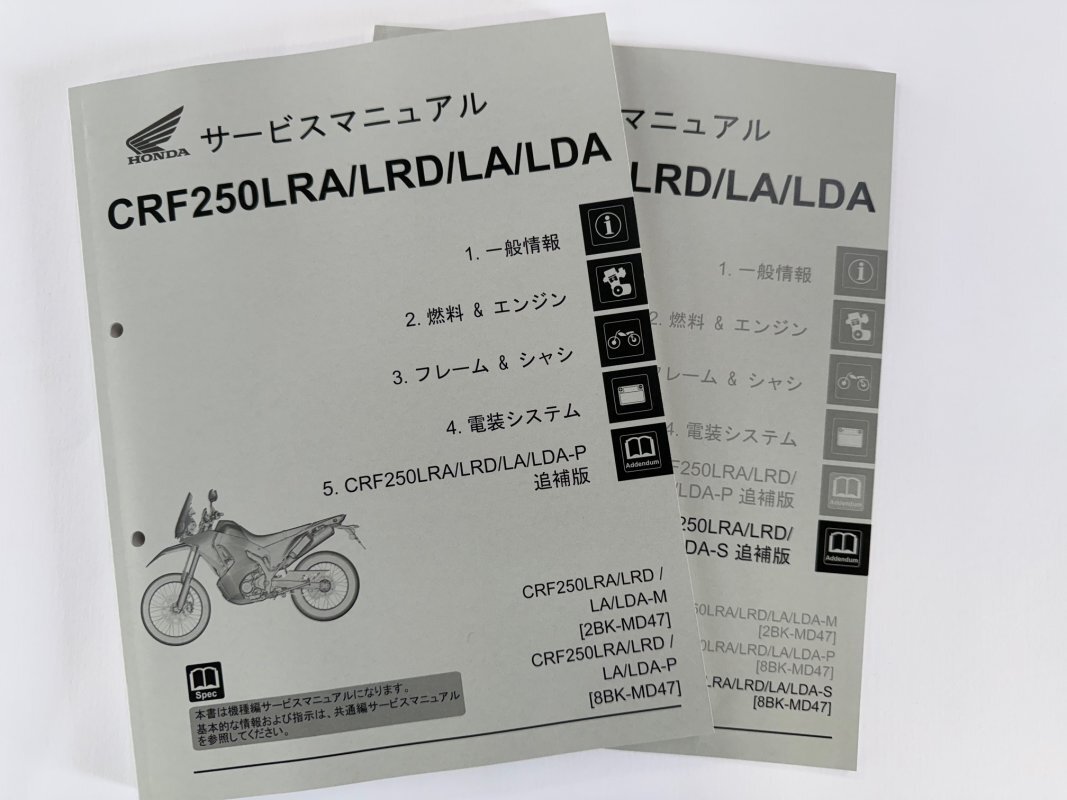 HONDA
サービスマニュアル
CRF250LRA/LRD/LA/LDA
1. 一般情報
2. 燃料 & エンジン
3. フレーム & シャシ
4. 電装システム
5. CRF250LRA/LRD/LA/LDA-P
追補版
Addendum
CRF250LRA/LRD /
LA/LDA-M
[2BK-MD47]
CRF250LRA/LRD /
LA/LDA-P
[8BK-MD47]
Spec
本書は機種編サービスマニュアルになります。
基本的な情報および指示は、共通編サービスマニュアル
を参照してください。
マニュアル
LRD/LA/LDA
1. 一般情報
2. 燃料 & エンジン
フレーム & シャシ
4. 電装システム
250LRA/LRD/
/LDA-P 追補版
Addendum
250LRA/LRD/
DA-S 追補版
Addendum
50LRA/LRD/LA/LDA-M
[2BK-MD47]
0LRA/LRD/LA/LDA-P
[8BK-MD47]
LRA/LRD/LA/LDA-S
[8BK-MD47]